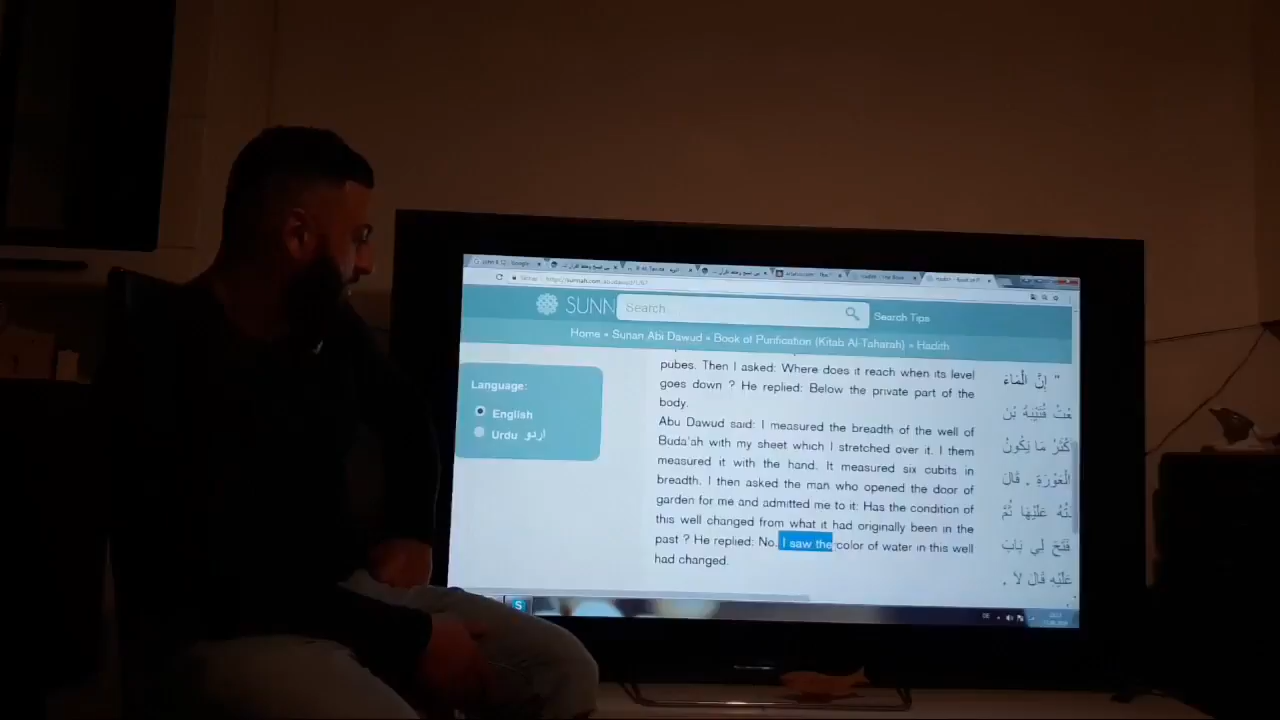 SUNN
Search...
Search Tips
Home » Sunan Abi Dawud » Book of Purification (Kitab Al-Taharah) » Hadith
Language:
English
Urdu اردو
pubes. Then I asked: Where does it reach when its level
goes down ? He replied: Below the private part of the
body.
Abu Dawud said: I measured the breadth of the well of
Buda'ah with my sheet which I stretched over it. I them
measured it with the hand. It measured six cubits in
breadth. I then asked the man who opened the door of
garden for me and admitted me to it: Has the condition of
this well changed from what it had originally been in the
past ? He replied: No. I saw the color of water in this well
had changed.
" إِنَّ الْمَاءَ
قُتَيْبَةَ بْنَ
مَا يَكُونُ
الْعَوْرَةِ . قَالَ
عَلَيْهَا ثُمَّ
فَتَحَ لِي بَابَ
عَلَيْهِ قَالَ لاَ .
DE